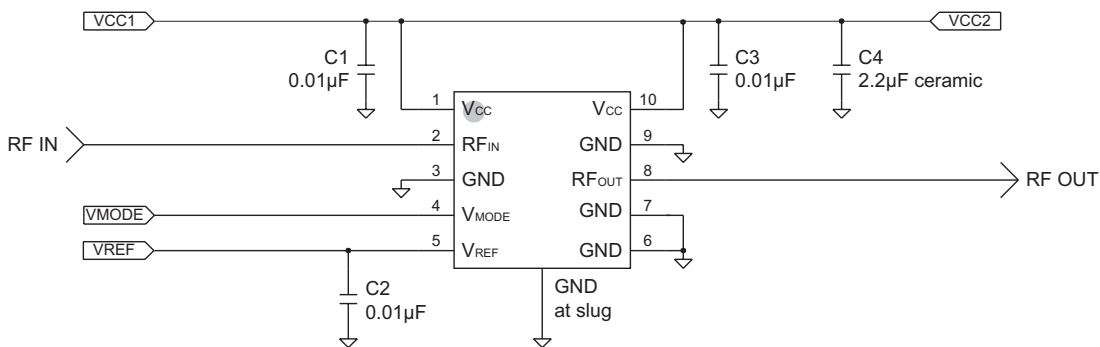 VCC1
VCC2
C1
0.01µF
C3
0.01µF
C4
2.2µF ceramic
1
VCC
VCC
10
RF IN
2
RFIN
GND
9
3
GND
RFOUT
8
RF OUT
VMODE
4
VMODE
GND
7
VREF
5
VREF
GND
6
C2
0.01µF
GND
at slug